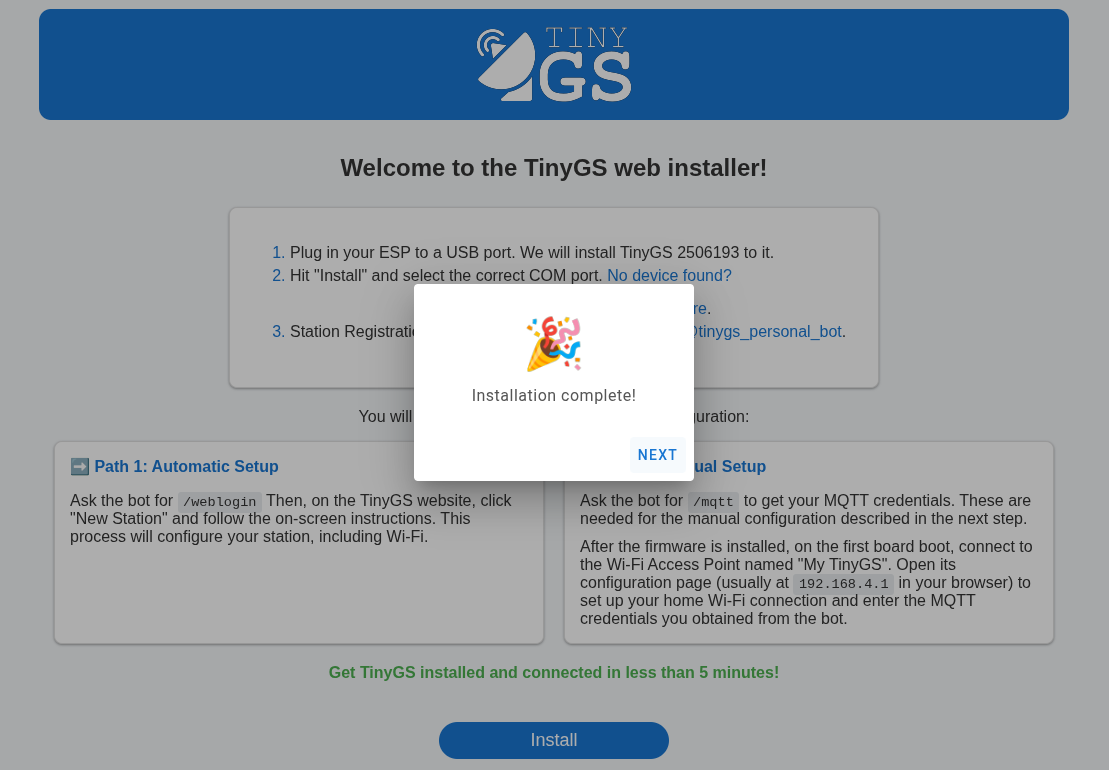 TINY
GS
Welcome to the TinyGS web installer!
1. Plug in your ESP to a USB port. We will install TinyGS 2506193 to it.
2. Hit "Install" and select the correct COM port. No device found?
.
3. Station @tinygs_personal_bot.
You will
Installation complete!
NEXT
➡️ Path 1: Automatic Setup
Ask the bot for /weblogin Then, on the TinyGS website, click
"New Station" and follow the on-screen instructions. This
process will configure your station, including Wi-Fi.
Setup
Ask the bot for /mqtt to get your MQTT credentials. These are
needed for the manual configuration described in the next step.
After the firmware is installed, on the first board boot, connect to
the Wi-Fi Access Point named "My TinyGS". Open its
configuration page (usually at 192.168.4.1 in your browser) to
set up your home Wi-Fi connection and enter the MQTT
credentials you obtained from the bot.
Get TinyGS installed and connected in less than 5 minutes!
Install